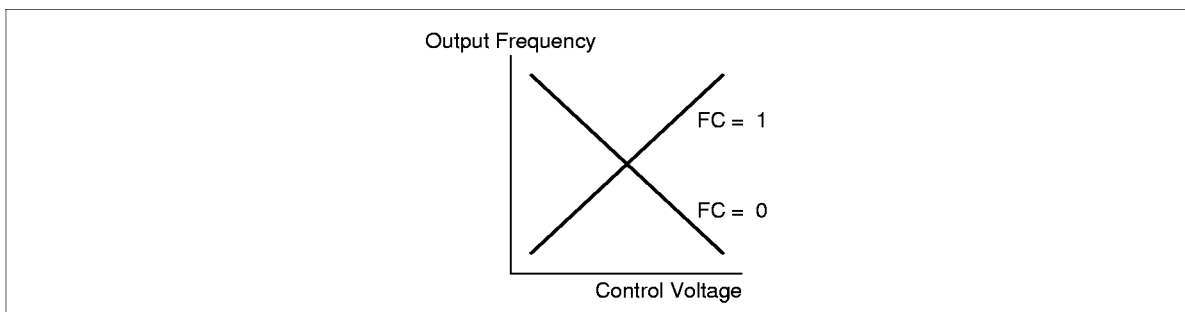 Output Frequency
FC = 1
FC = 0
Control Voltage